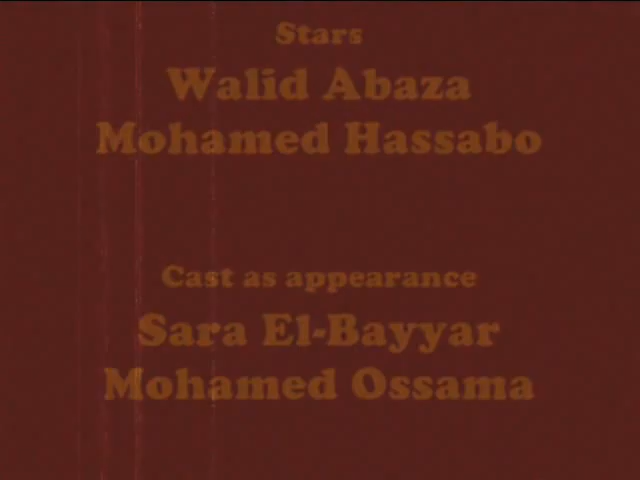 Stars
Walid Abaza
Mohamed Hassabo
Cast as appearance
Sara El-Bayyar
Mohamed Ossama